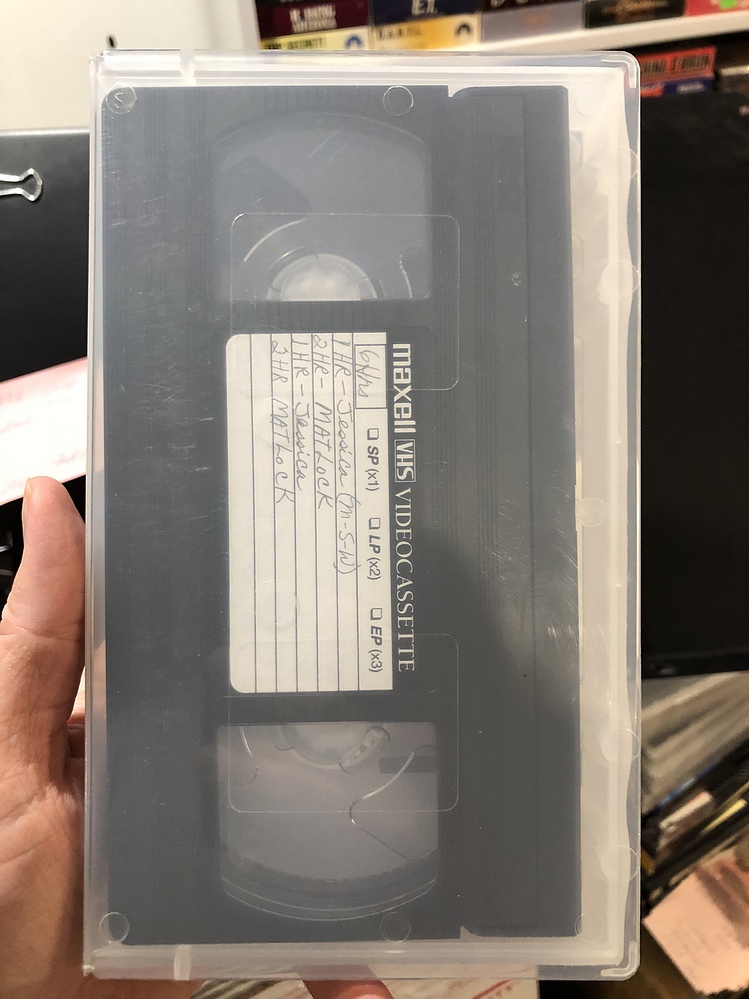 maxell VHS VIDEOCASSETTE
☐ SP (x1) ☐ LP (x2) ☐ EP (x3)
6Hrs
1HR - Jessica (M-S-W)
2HR - MATLOCK
1HR - Jessica
2HR MATLOCK
E.T.